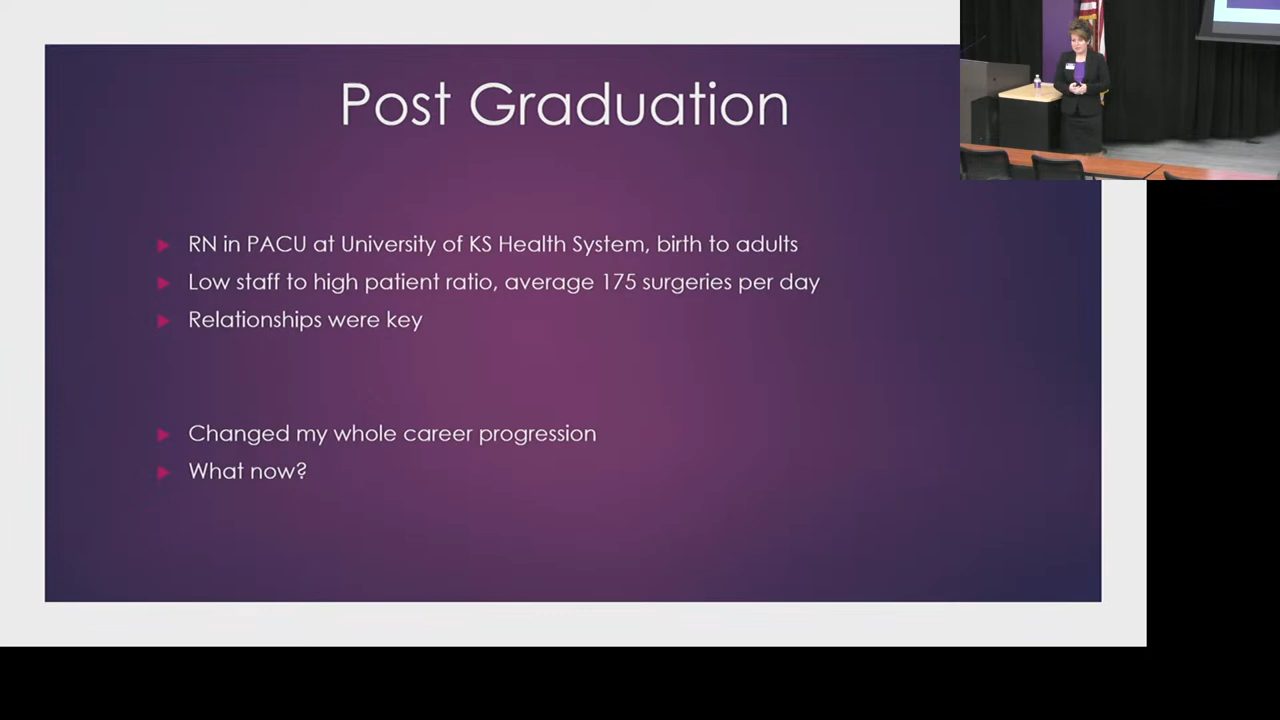 Post Graduation
RN in PACU at University of KS Health System, birth to adults
Low staff to high patient ratio, average 175 surgeries per day
Relationships were key
Changed my whole career progression
What now?